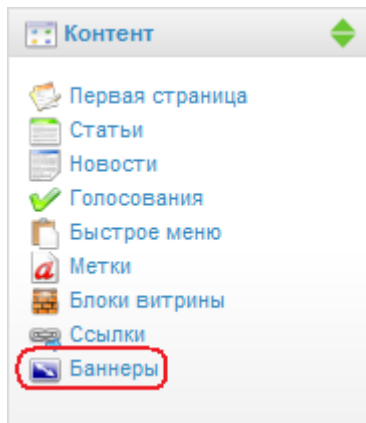 Контент
Первая страница
Статьи
Новости
Голосования
Быстрое меню
Метки
Блоки витрины
Ссылки
Баннеры